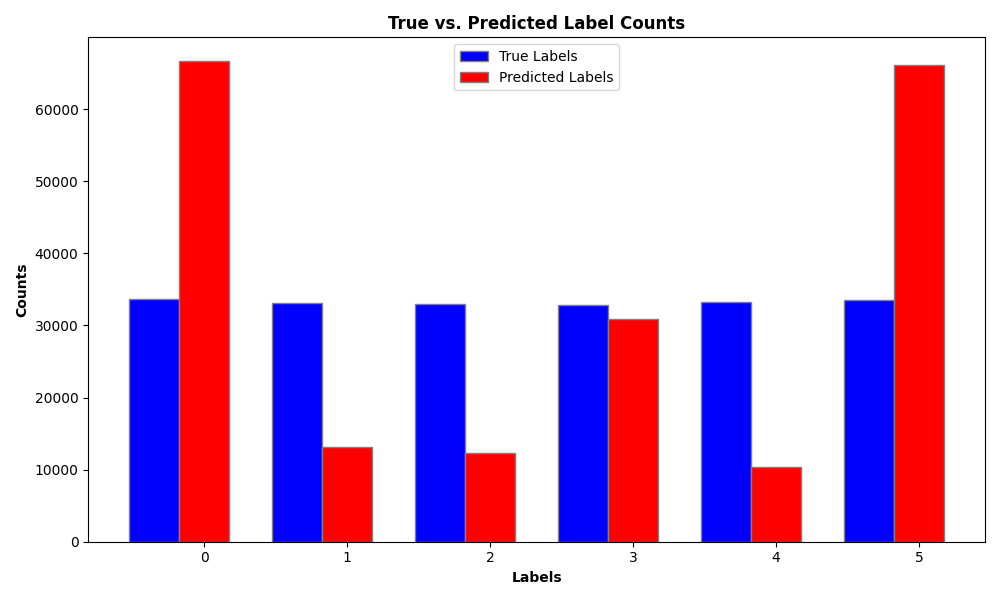 True vs. Predicted Label Counts
True Labels
Predicted Labels
60000
50000
40000
30000
20000
10000
0
Counts
0 1 2 3 4 5
Labels